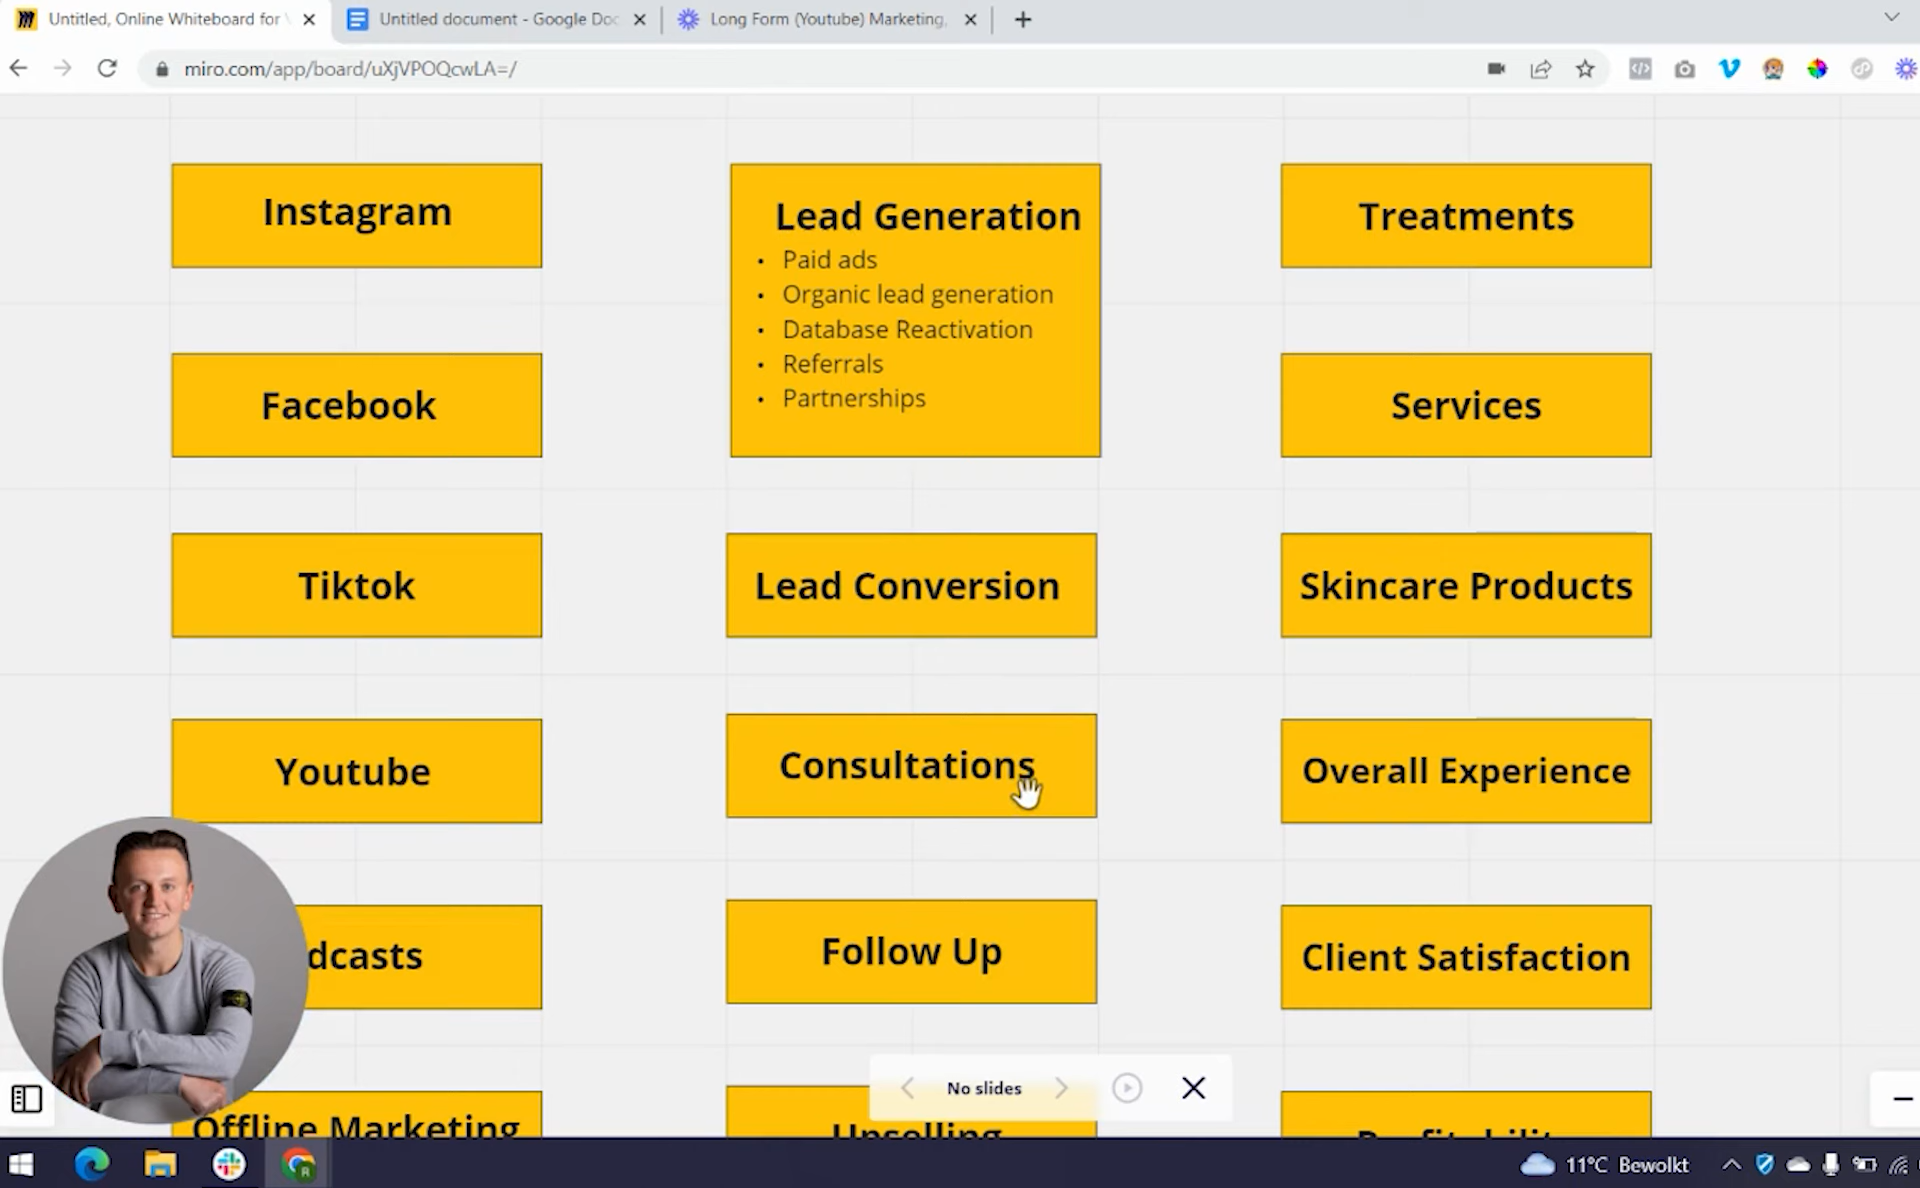 Untitled, Online Whiteboard for
Untitled document - Google Doc
Long Form (Youtube) Marketing,
miro.com/app/board/uXjVPOQcwLA=/
Instagram
Facebook
Tiktok
Youtube
dcasts
Offline Marketing
Lead Generation
• Paid ads
• Organic lead generation
• Database Reactivation
• Referrals
• Partnerships
Lead Conversion
Consultations
Follow Up
Upselling
Treatments
Services
Skincare Products
Overall Experience
Client Satisfaction
Profitability
No slides
11°C Bewolkt